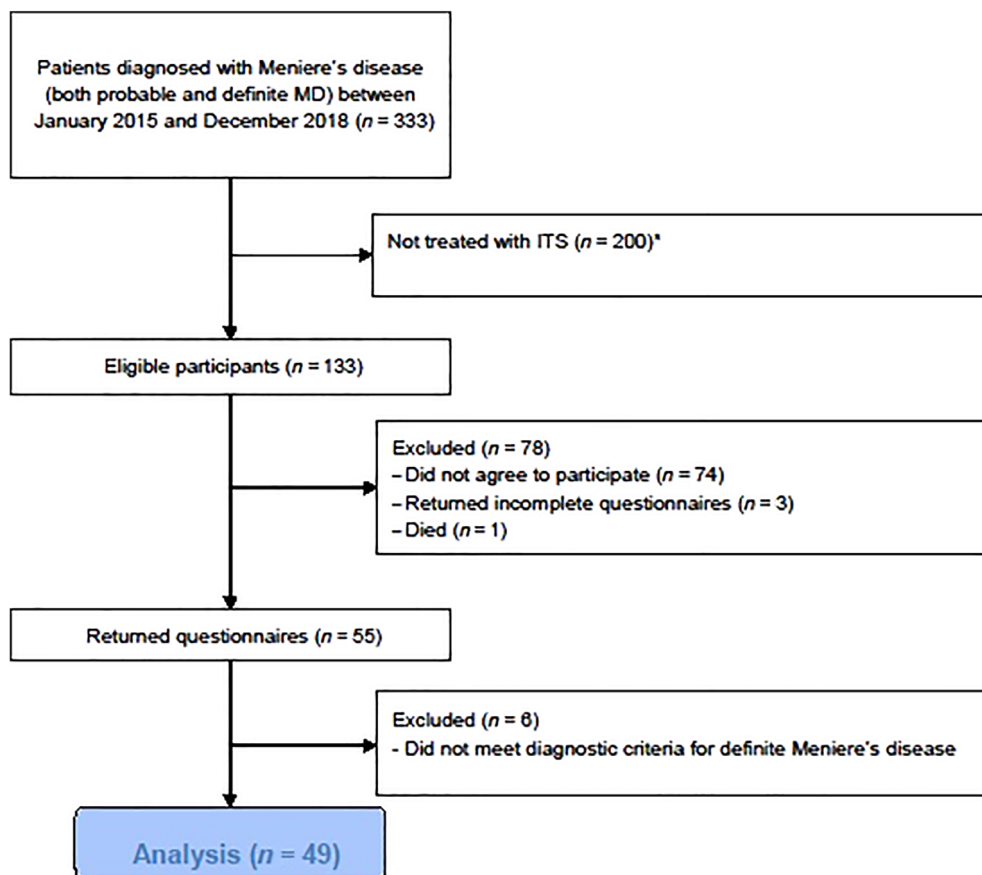 Patients diagnosed with Meniere's disease
(both probable and definite MD) between
January 2015 and December 2018 (n = 333)
Not treated with ITS (n = 200)*
Eligible participants (n = 133)
Excluded (n = 78)
– Did not agree to participate (n = 74)
– Returned incomplete questionnaires (n = 3)
– Died (n = 1)
Returned questionnaires (n = 55)
Excluded (n = 6)
- Did not meet diagnostic criteria for definite Meniere's disease
Analysis (n = 49)